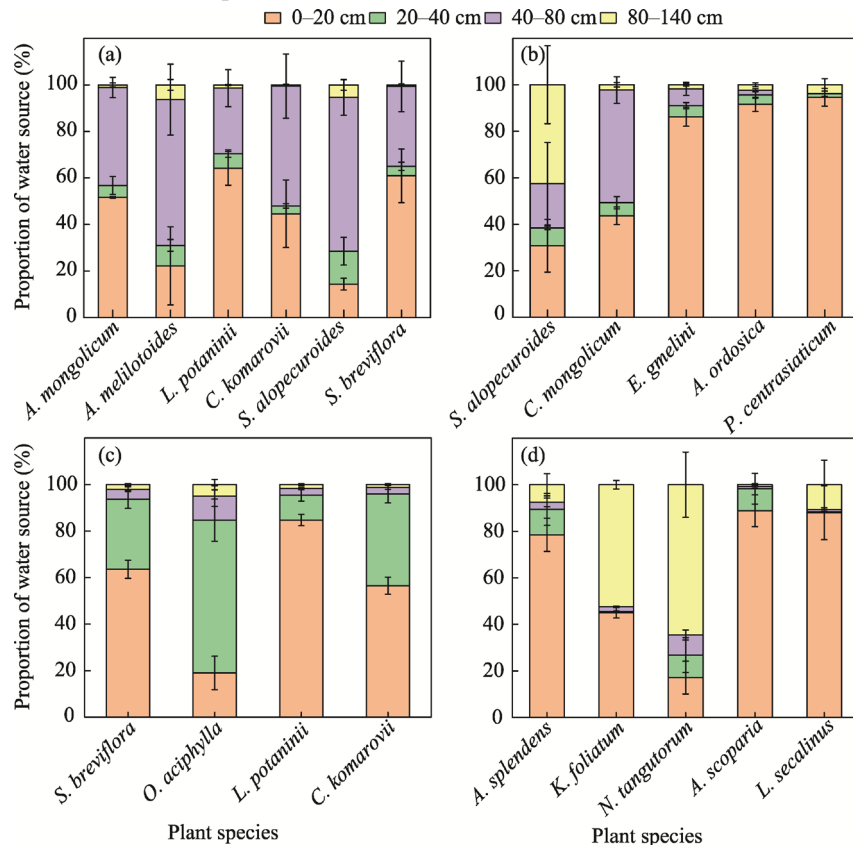 0–20 cm 20–40 cm 40–80 cm 80–140 cm
Proportion of water source (%)
(a)
100
80
60
40
20
0
A. mongolicum
A. melilotoides
L. potaninii
C. komarovii
S. alopecuroides
S. breviflora
(b)
100
80
60
40
20
0
S. alopecuroides
C. mongolicum
E. gmelini
A. ordosica
P. centrasiaticum
Proportion of water source (%)
(c)
100
80
60
40
20
0
S. breviflora
O. aciphylla
L. potaninii
C. komarovii
Plant species
(d)
100
80
60
40
20
0
A. splendens
K. foliatum
N. tangutorum
A. scoparia
L. secalinus
Plant species